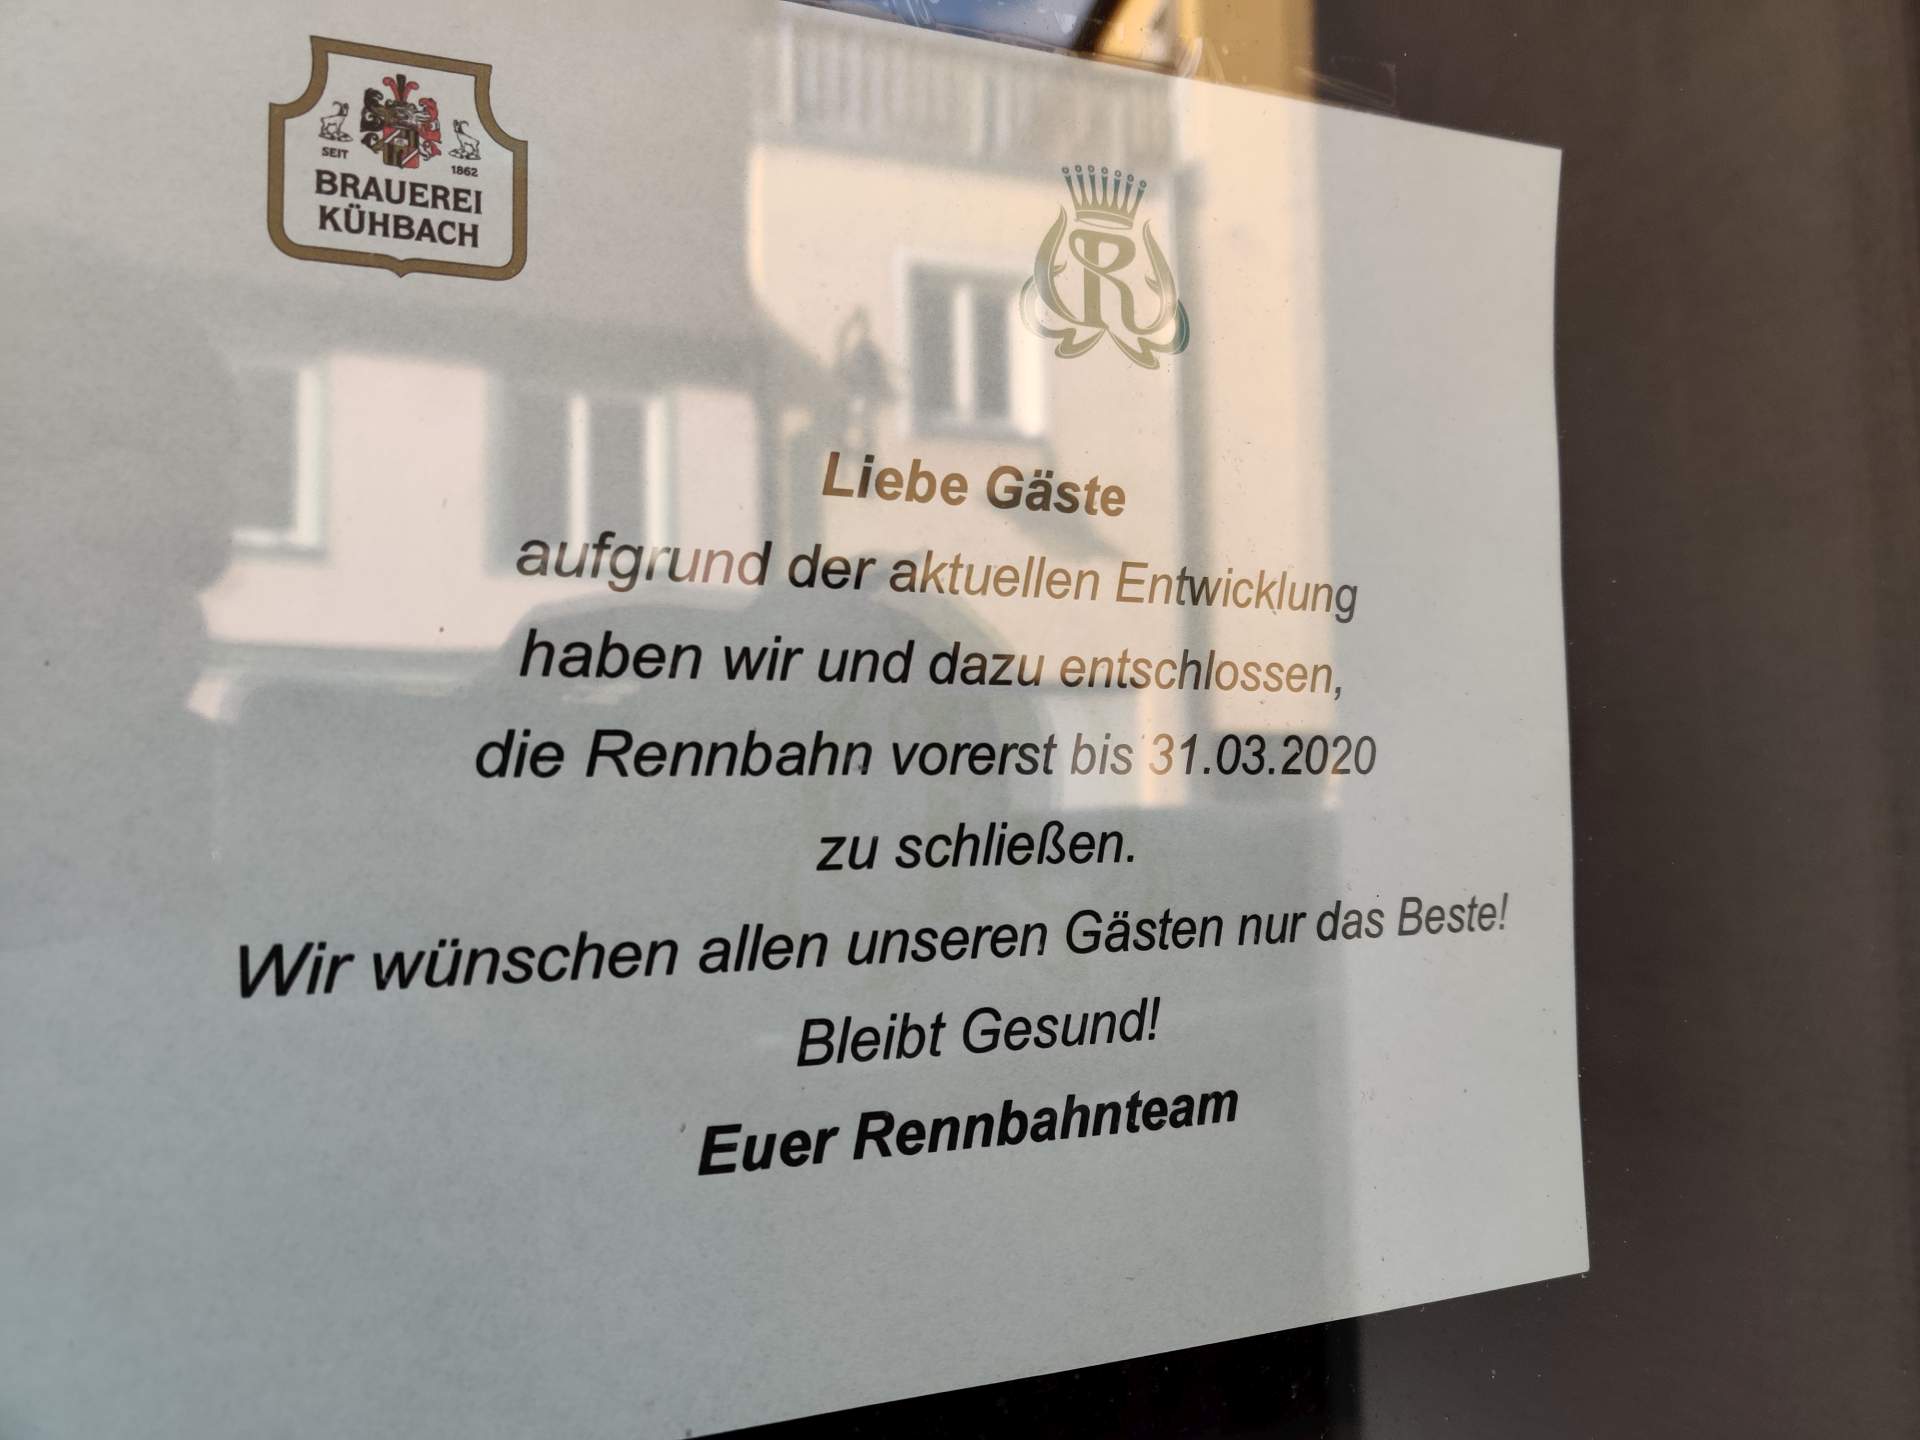 SEIT 1862
BRAUEREI
KÜHBACH
R
Liebe Gäste
aufgrund der aktuellen Entwicklung
haben wir und dazu entschlossen,
die Rennbahn vorerst bis 31.03.2020
zu schließen.
Wir wünschen allen unseren Gästen nur das Beste!
Bleibt Gesund!
Euer Rennbahnteam